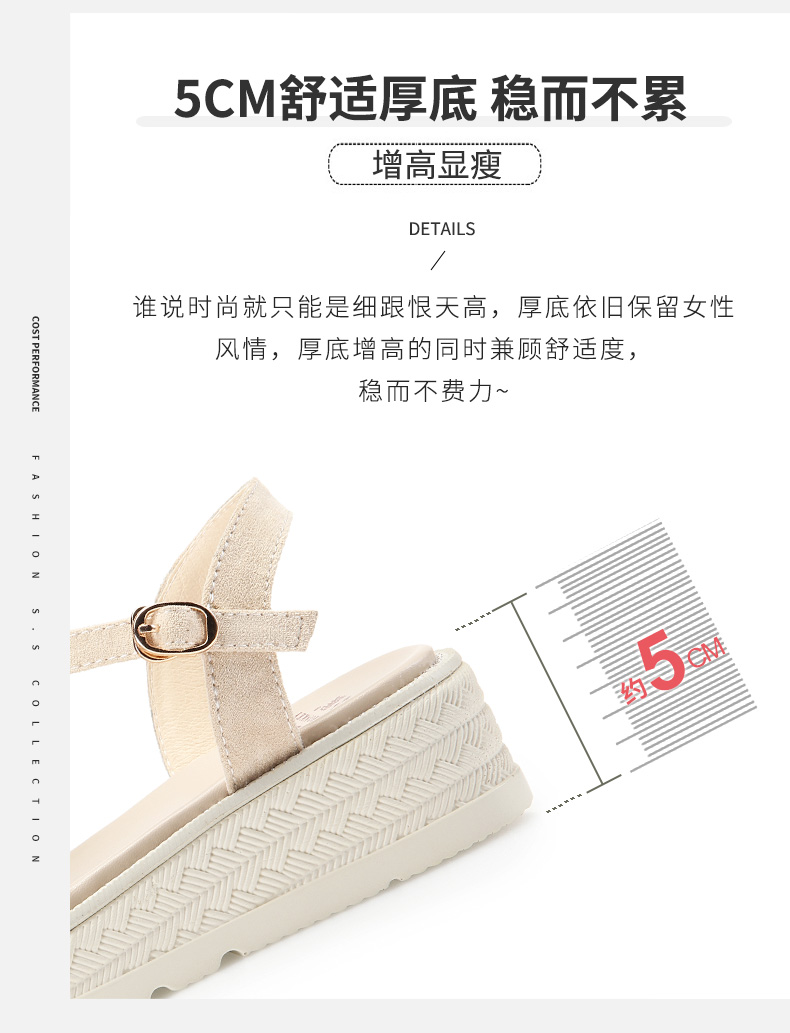 5CM舒适厚底 稳而不累
增高显瘦
DETAILS
谁说时尚就只能是细跟恨天高，厚底依旧保留女性
风情，厚底增高的同时兼顾舒适度，
稳而不费力~
COST PERFORMANCE
FASHION S.S COLLECTION
约5CM